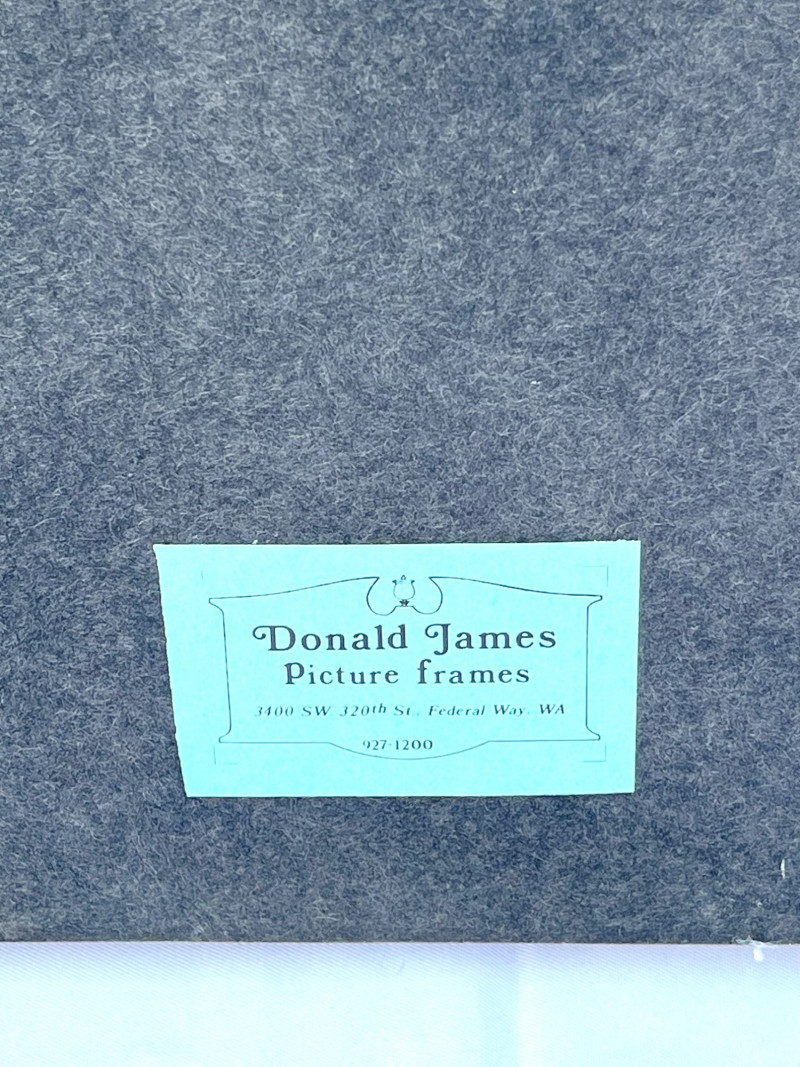 Donald James
Picture frames
3400 SW. 320th St., Federal Way, WA
927-1200